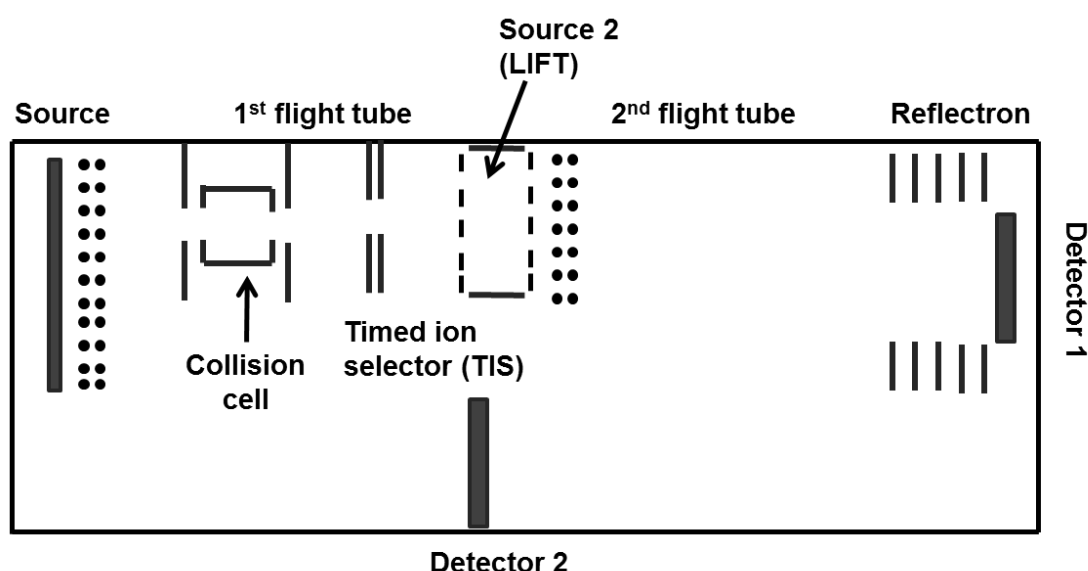 Source 2
(LIFT)
Source
1st flight tube
2nd flight tube
Reflectron
Detector 1
Collision
cell
Timed ion
selector (TIS)
Detector 2